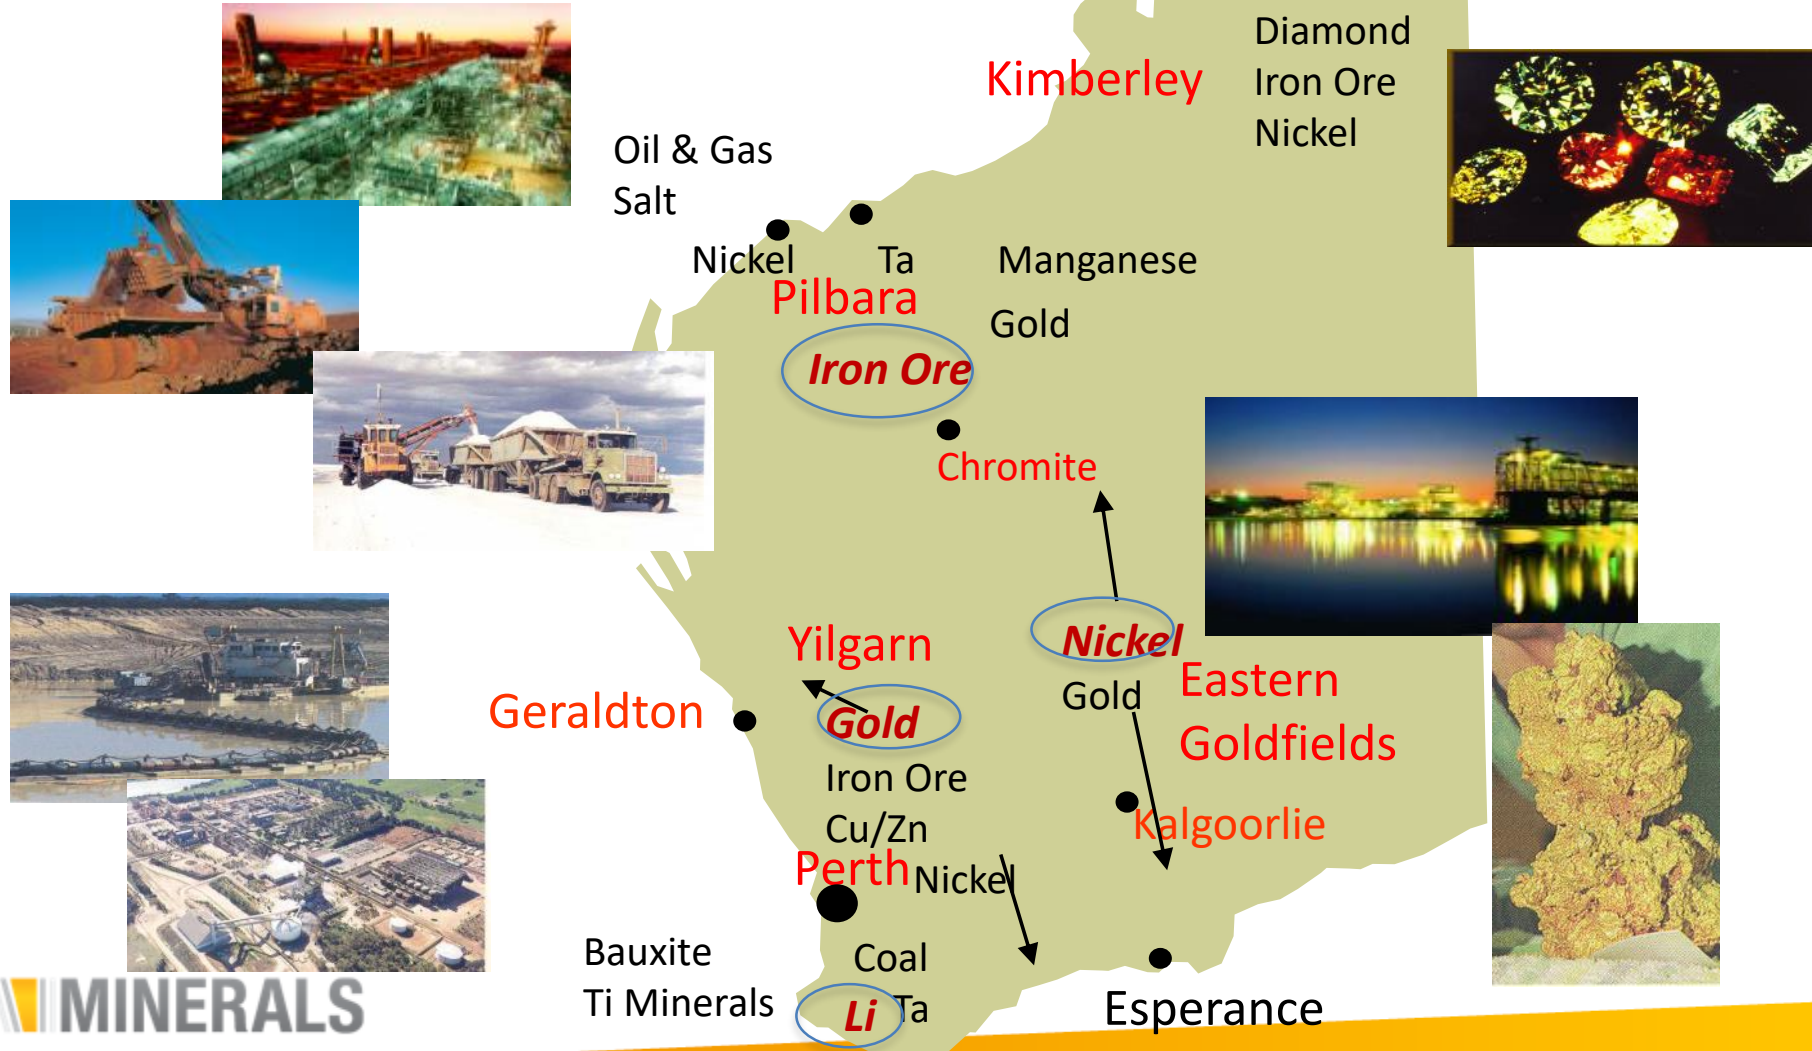 Diamond
Kimberley
Iron Ore
Nickel
Oil & Gas
Salt
Nickel
Ta
Manganese
Pilbara
Gold
Iron Ore
Chromite
Yilgarn
Nickel
Eastern
Gold
Geraldton
Gold
Goldfields
Iron Ore
Cu/Zn
Kalgoorlie
Perth
Nickel
Bauxite
Coal
Ti Minerals
Li
Ta
Esperance
MINERALS